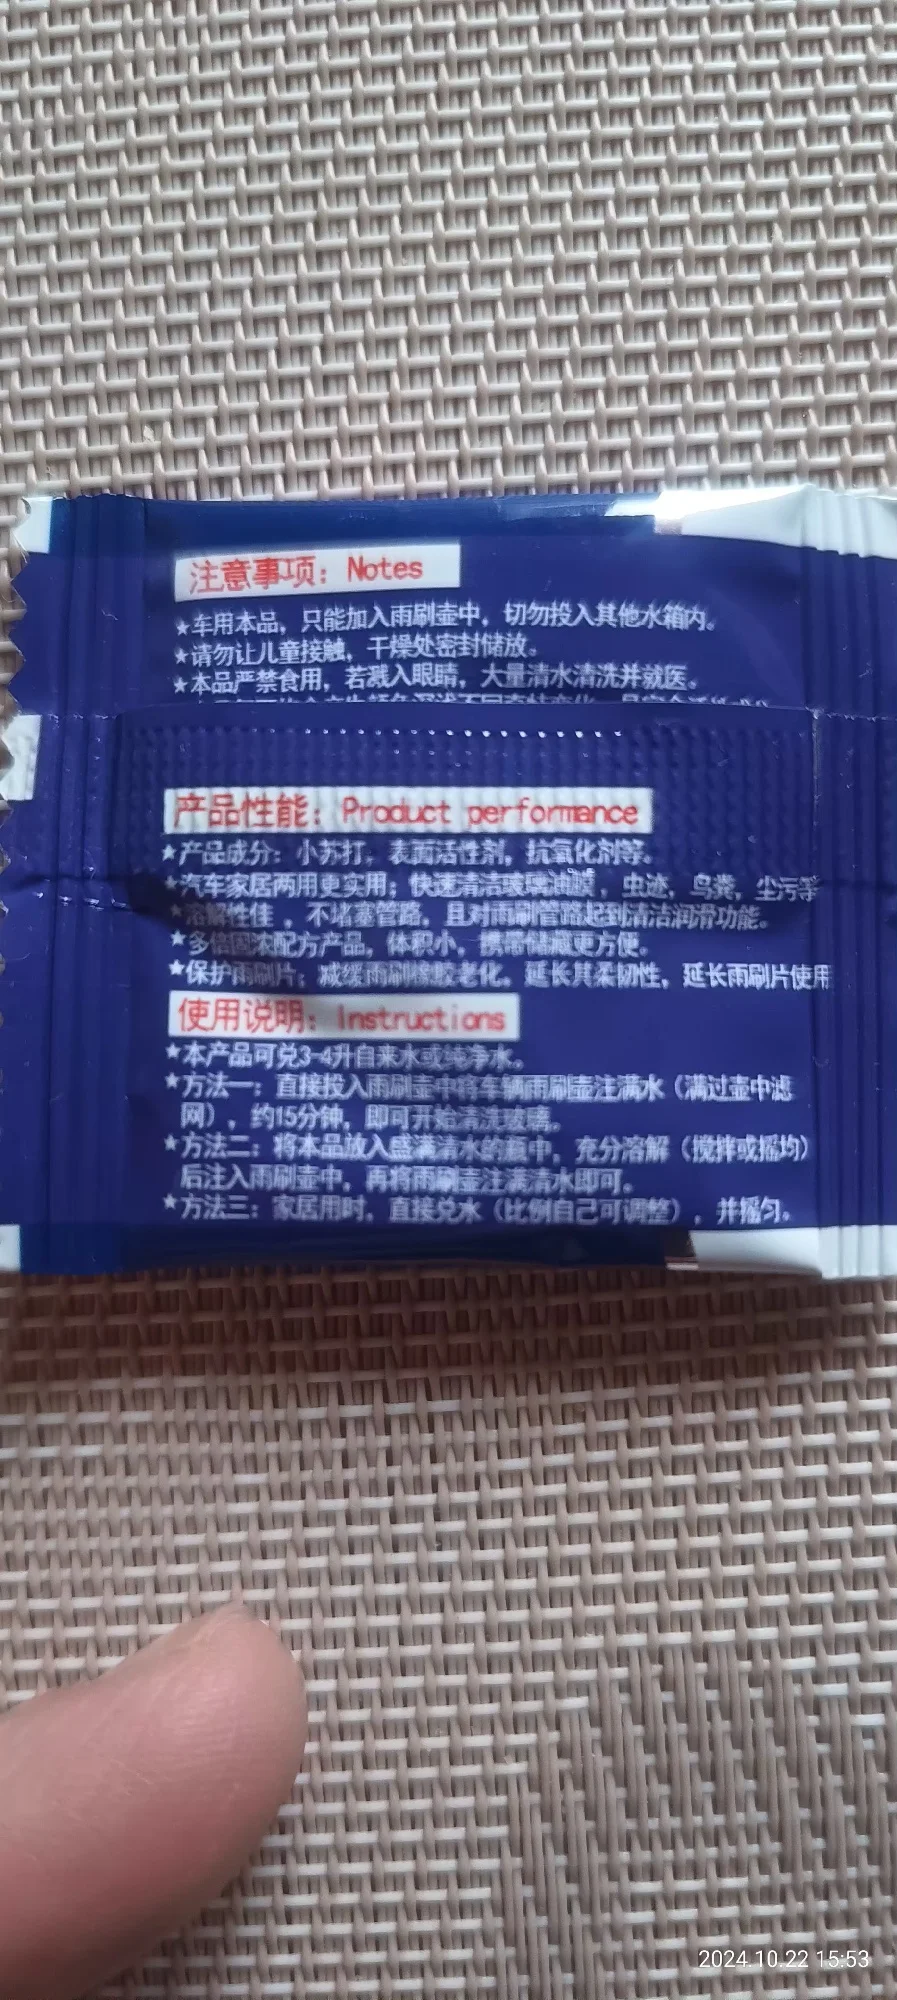 注意事项：Notes
★车用本品，只能加入雨刷壶中，切勿投入其他水箱内。
★请勿让儿童接触，干燥处密封储放。
★本品严禁食用，若溅入眼睛，大量清水清洗并就医。
产品性能：Product performance
★产品成分：小苏打，表面活性剂，抗氧化剂等。
★汽车家居两用更实用；快速清洁玻璃油膜，虫迹，鸟粪，尘污等
★溶解性佳，不堵塞管路，且对雨刷管路起到清洁润滑功能。
★多倍固浓配方产品，体积小，携带储藏更方便。
★保护雨刷片；减缓雨刷橡胶老化，延长其柔韧性，延长雨刷片使用
使用说明：Instructions
★本产品可兑3-4升自来水或纯净水。
★方法一：直接投入雨刷壶中将车辆雨刷壶注满水（满过壶中滤
网），约15分钟，即可开始清洗玻璃。
★方法二：将本品放入盛满清水的瓶中，充分溶解（搅拌或摇均）
后注入雨刷壶中，再将雨刷壶注满清水即可。
★方法三：家居用时，直接兑水（比例自己可调整），并摇匀。
2024.10.22 15:53